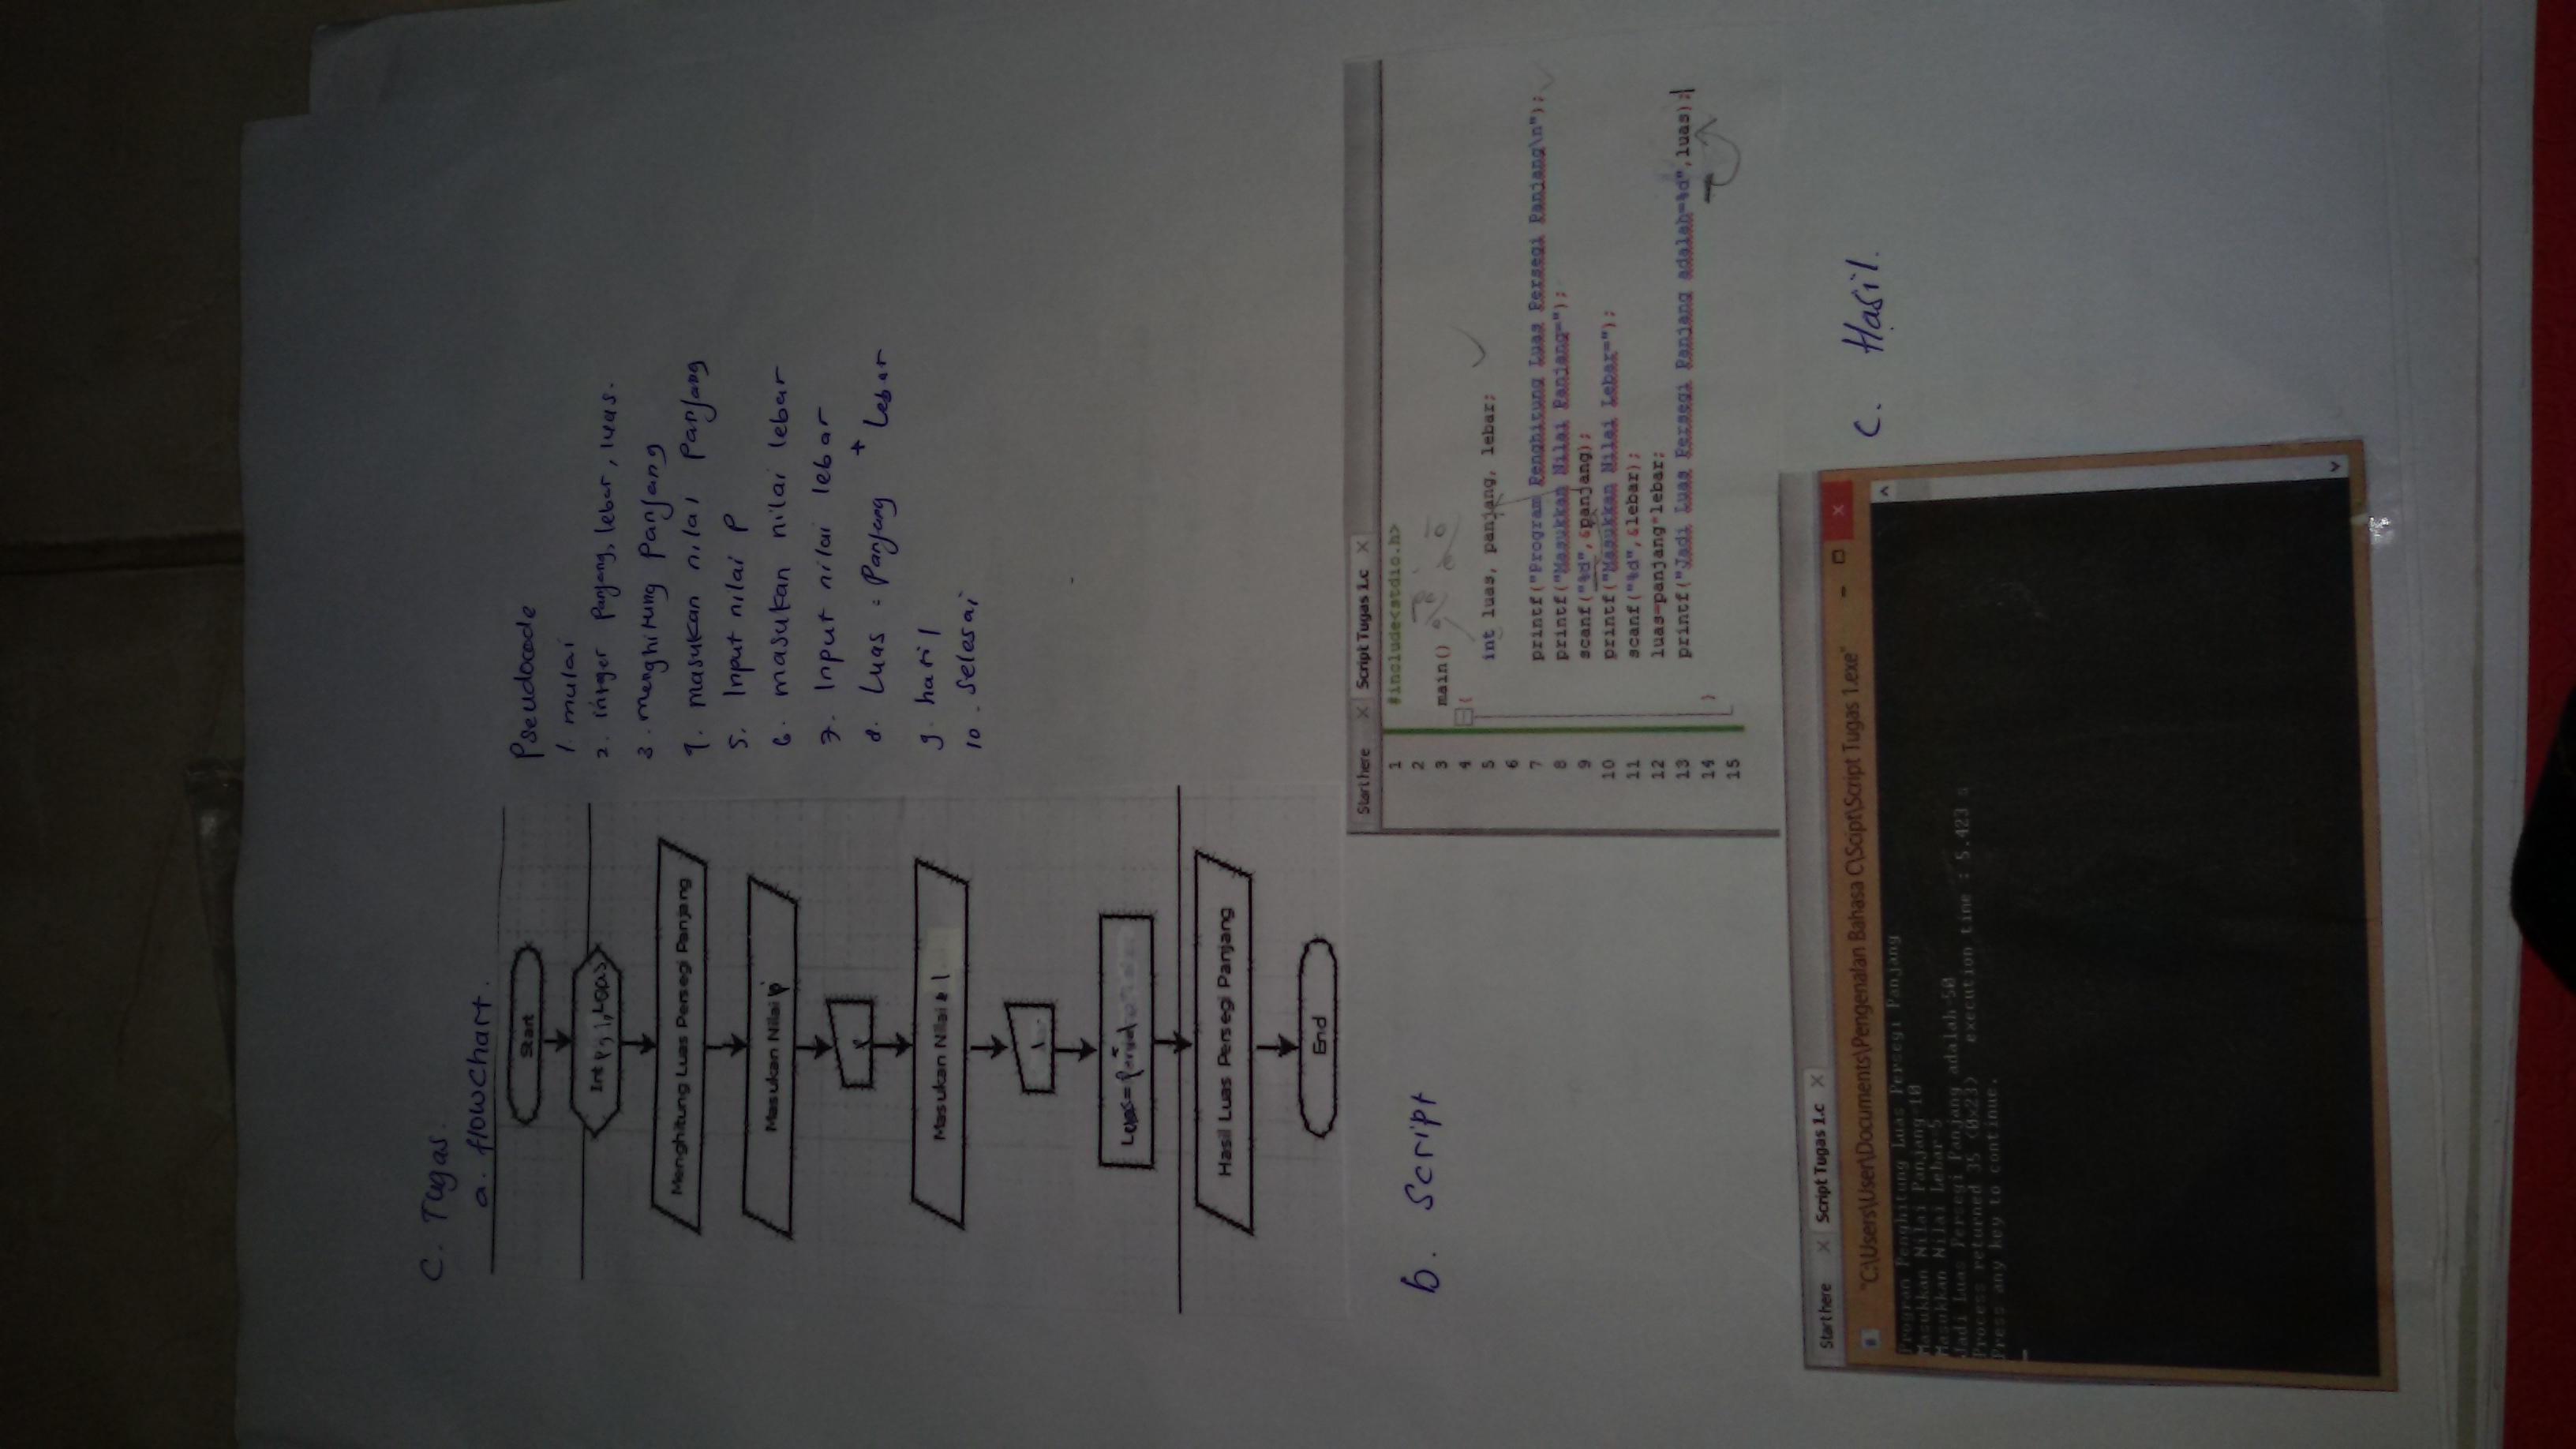 C. Tugas.
a. flowchart.
Start
Int p, l, Luas
Menghitung Luas Persegi Panjang
Masukan Nilai p
Masukan Nilai l
l
Luas=
Hasil Luas Persegi Panjang
End
Pseudocode
1. mulai
2. integer Panjang, lebar, luas.
3. menghitung Panjang
4. masukan nilai Panjang
5. Input nilai P
6. masukan nilai lebar
7. Input nilai lebar
8. Luas = Panjang * Lebar
9. hasil
10. Selesai
b. Script
Start here X Script Tugas 1.c X
1 #include<stdio.h>
2
3 main()
4 {
5 int luas, panjang, lebar;
6
7 printf("Program Penghitung Luas Persegi Panjang\n");
8 printf("Masukkan Nilai Panjang=");
9 scanf("%d",&panjang);
10 printf("Masukkan Nilai Lebar=");
11 scanf("%d",&lebar);
12 luas=panjang*lebar;
13 printf("Jadi Luas Persegi Panjang adalah=%d",luas);
14 }
15
Start here X Script Tugas 1.c X
"C:\Users\User\Documents\Pengenalan Bahasa C\Scipt\Script Tugas 1.exe"
Program Penghitung Luas Persegi Panjang
Masukkan Nilai Panjang=10
Masukkan Nilai Lebar=5
Jadi Luas Persegi Panjang adalah=50
Process returned 35 (0x23) execution time : 5.423 s
Press any key to continue.
C. Hasil.